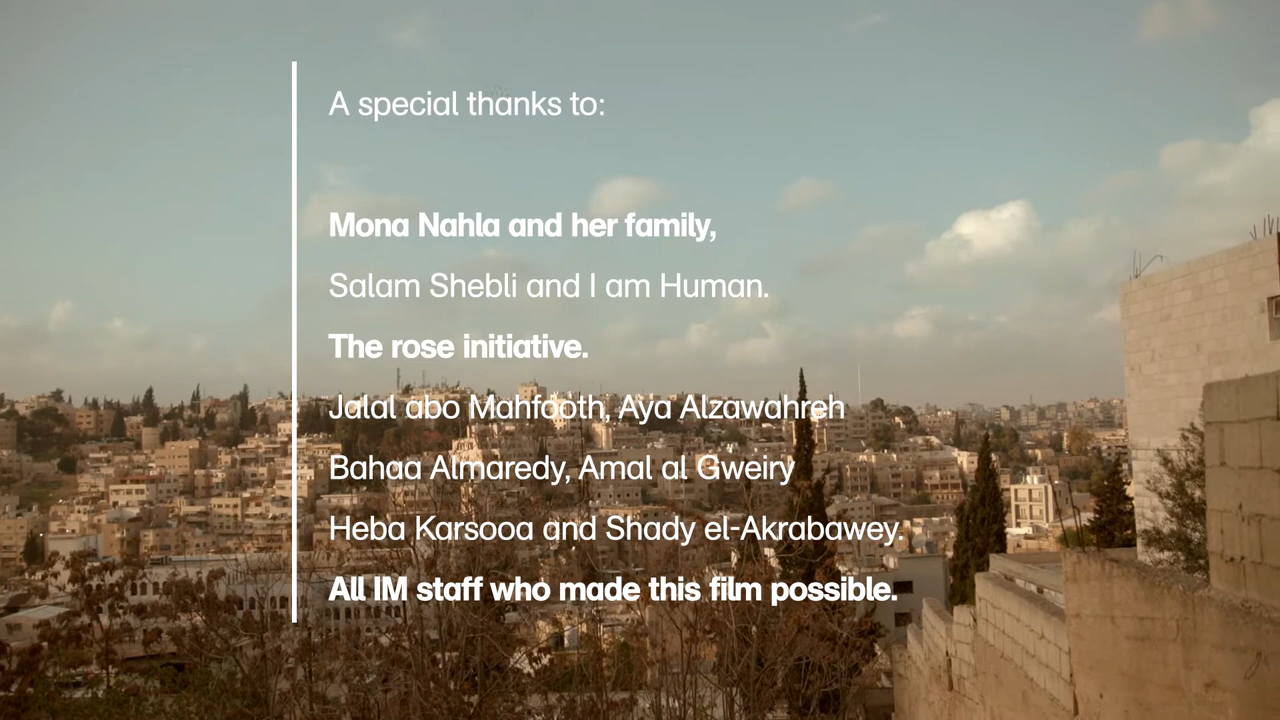 A special thanks to:
Mona Nahla and her family,
Salam Shebli and I am Human.
The rose initiative.
Jalal abo Mahfooth, Aya Alzawahreh
Bahaa Almaredy, Amal al Gweiry
Heba Karsooa and Shady el-Akrabawey.
All IM staff who made this film possible.